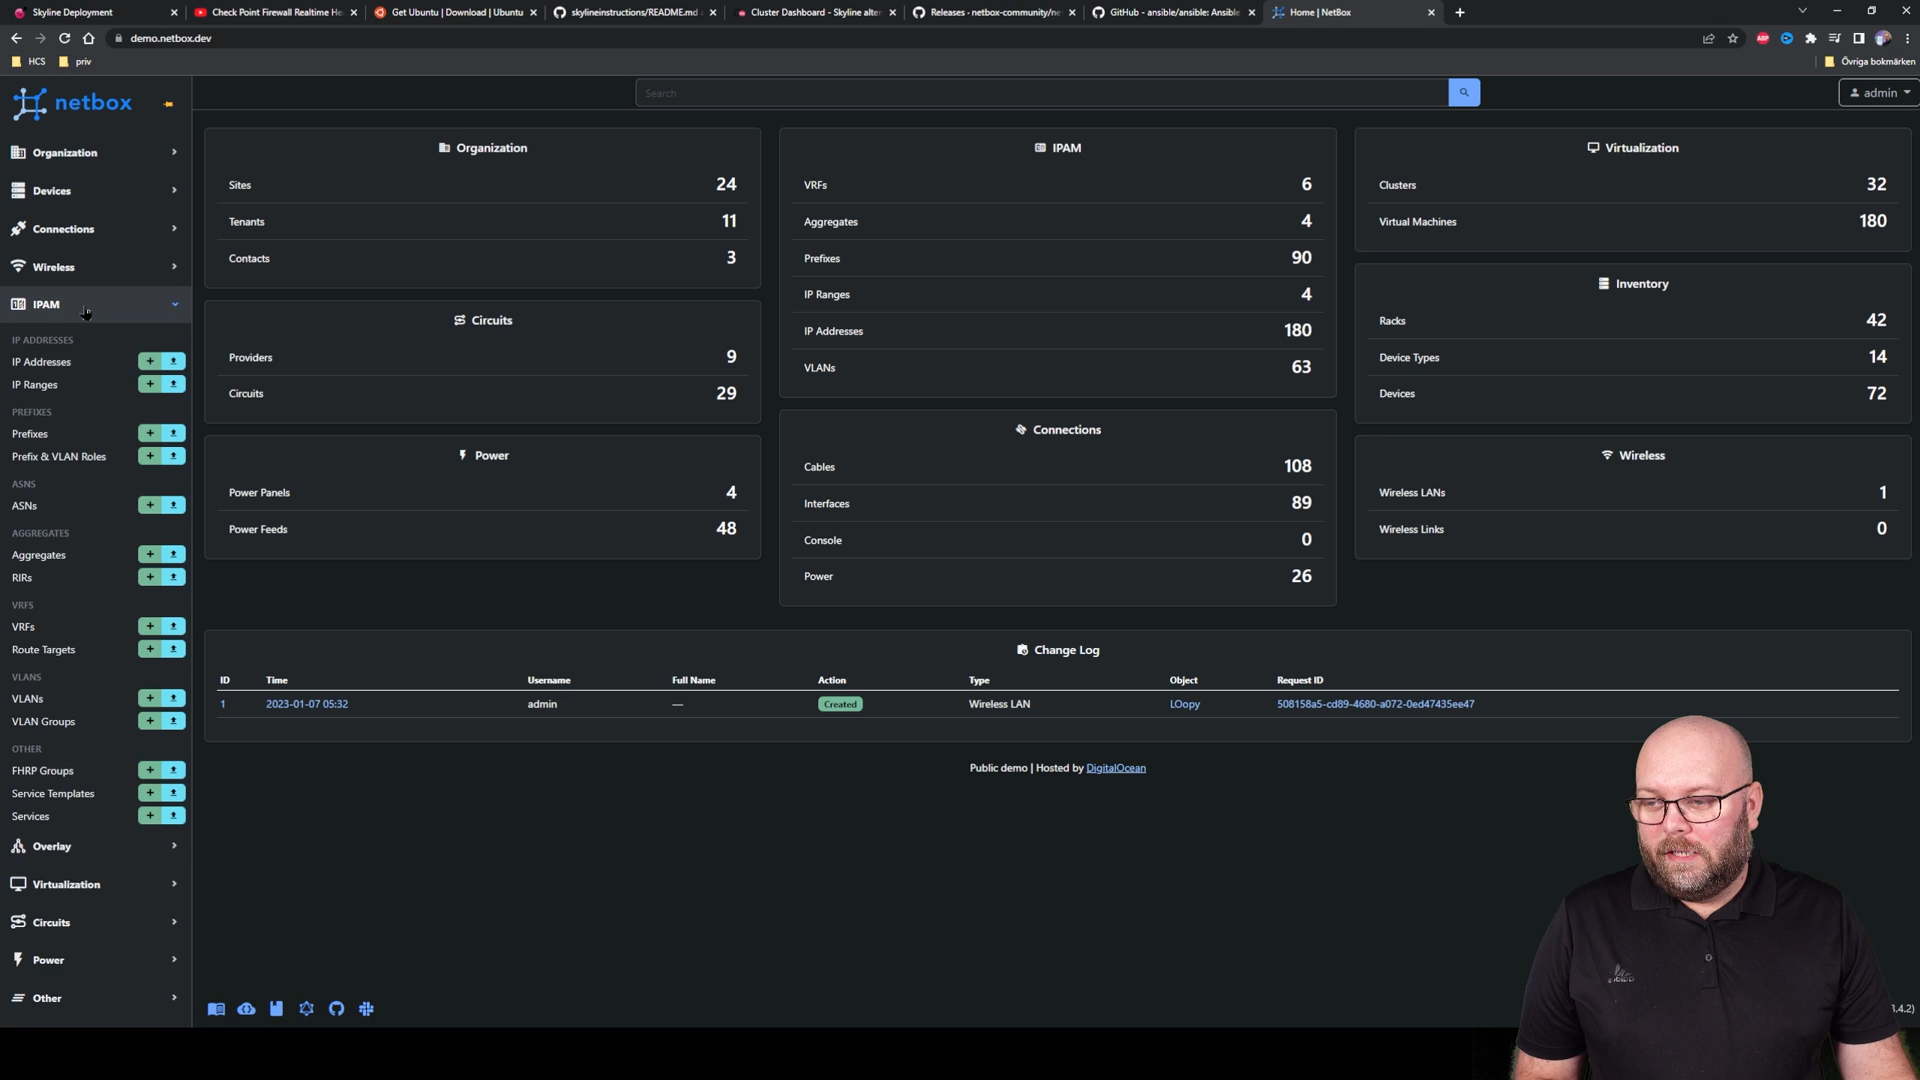 Skyline Deployment
Check Point Firewall Realtime He
Get Ubuntu | Download | Ubuntu
skylineinstructions/README.md
Cluster Dashboard - Skyline alter
Releases · netbox-community/ne
GitHub - ansible/ansible: Ansible
Home | NetBox
demo.netbox.dev
ABP
HCS
priv
Övriga bokmärken
netbox
Search
admin
Organization
Devices
Connections
Wireless
IPAM
IP ADDRESSES
IP Addresses
IP Ranges
PREFIXES
Prefixes
Prefix & VLAN Roles
ASNS
ASNs
AGGREGATES
Aggregates
RIRs
VRFS
VRFs
Route Targets
VLANS
VLANs
VLAN Groups
OTHER
FHRP Groups
Service Templates
Services
Overlay
Virtualization
Circuits
Power
Other
Organization
Sites 24
Tenants 11
Contacts 3
Circuits
Providers 9
Circuits 29
Power
Power Panels 4
Power Feeds 48
IPAM
VRFs 6
Aggregates 4
Prefixes 90
IP Ranges 4
IP Addresses 180
VLANs 63
Connections
Cables 108
Interfaces 89
Console 0
Power 26
Virtualization
Clusters 32
Virtual Machines 180
Inventory
Racks 42
Device Types 14
Devices 72
Wireless
Wireless LANs 1
Wireless Links 0
Change Log
ID Time Username Full Name Action Type Object Request ID
1 2023-01-07 05:32 admin — Created Wireless LAN LOopy 508158a5-cd89-4680-a072-0ed47435ee47
Public demo | Hosted by DigitalOcean
.4.2)